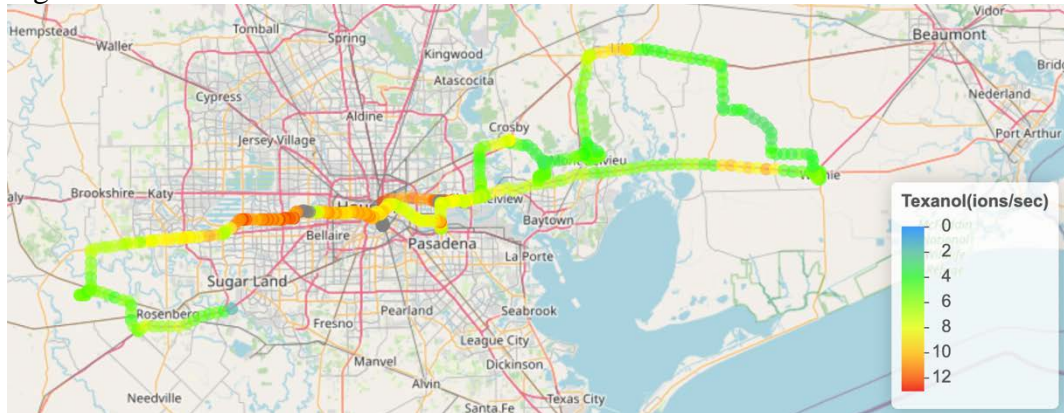 Hempstead
Waller
Tomball
Spring
Kingwood
Atascocita
Cypress
Aldine
Jersey Village
Crosby
Vidor
Beaumont
Nederland
Port Arthur
Brookshire
Katy
Bellaire
Pasadena
Baytown
La Porte
Sugar Land
Rosenberg
Fresno
Pearland
Seabrook
League City
Manvel
Dickinson
Needville
Alvin
Santa Fe
Texas City
Texanol(ions/sec)
0
2
4
6
8
10
12